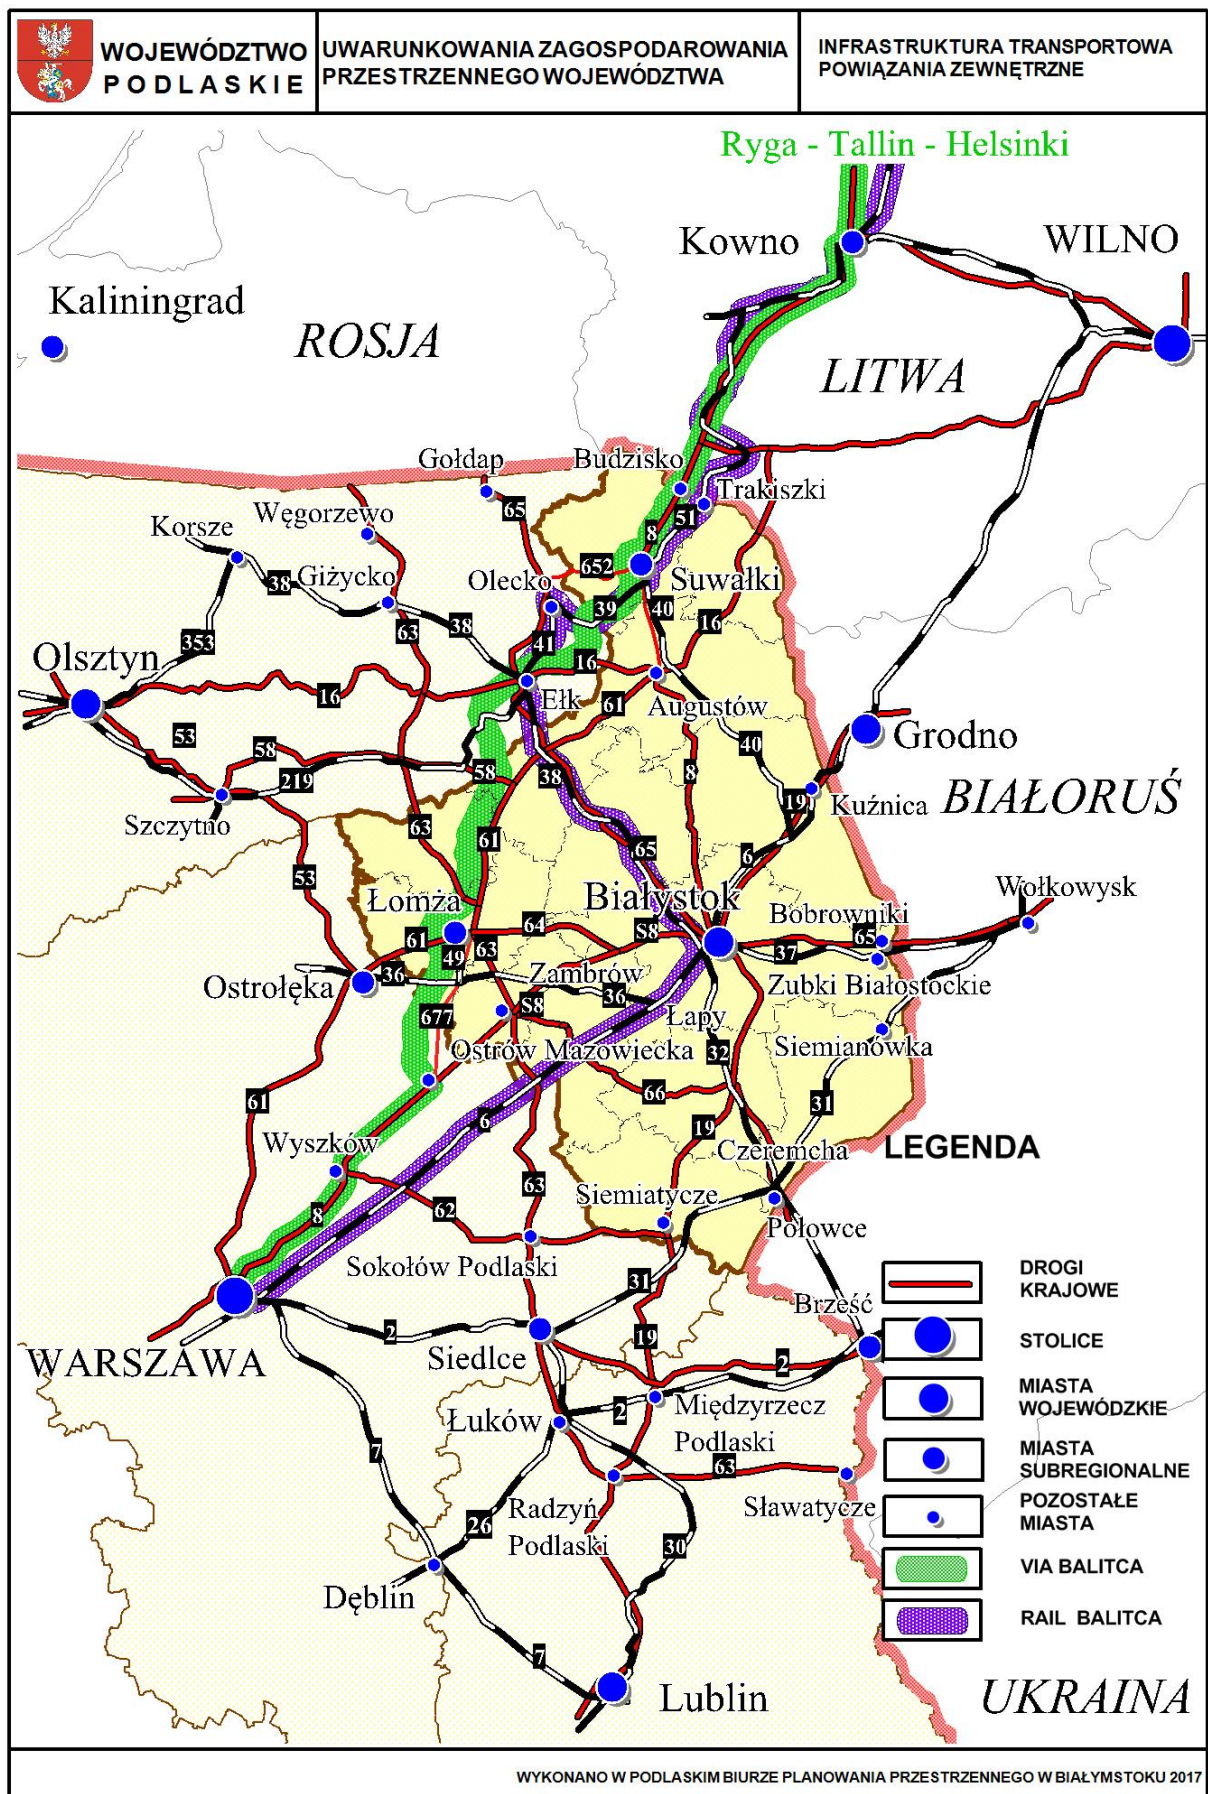 WOJEWÓDZTWO
PODLASKIE
UWARUNKOWANIA ZAGOSPODAROWANIA
PRZESTRZENNEGO WOJEWÓDZTWA
INFRASTRUKTURA TRANSPORTOWA
POWIĄZANIA ZEWNĘTRZNE
Ryga - Tallin - Helsinki
Kowno
WILNO
Kaliningrad
ROSJA
LITWA
Gołdap
Budzisko
Trakiszki
65
51
Węgorzewo
Korsze
8
652
Suwałki
Olecko
Giżycko
38
39
40
16
63
38
41
353
Olsztyn
16
16
Ełk
61
Augustów
53
58
219
58
38
40
8
Grodno
19
Kuźnica
BIAŁORUŚ
Szczytno
63
61
65
6
53
Łomża
Białystok
Wołkowysk
Bobrowniki
61
64
S8
65
49
63
37
36
Zambrów
Zubki Białostockie
Ostrołęka
36
S8
677
Łapy
Ostrów Mazowiecka
32
Siemianówka
61
66
31
6
19
Wyszków
Czeremcha
LEGENDA
63
Siemiatycze
8
62
Połowce
Sokołów Podlaski
31
DROGI
KRAJOWE
Brześć
2
19
STOLICE
WARSZAWA
Siedlce
2
MIASTA
WOJEWÓDZKIE
Łuków
2
Międzyrzecz
Podlaski
7
63
MIASTA
SUBREGIONALNE
Radzyń
Podlaski
Sławatycze
POZOSTAŁE
MIASTA
26
30
VIA BALITCA
Dęblin
RAIL BALITCA
7
Lublin
UKRAINA
WYKONANO W PODLASKIM BIURZE PLANOWANIA PRZESTRZENNEGO W BIAŁYMSTOKU 2017